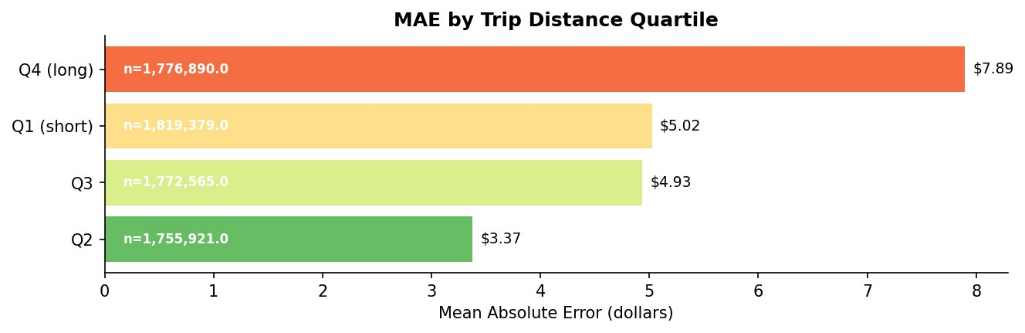 MAE by Trip Distance Quartile
Q4 (long) n=1,776,890.0 $7.89
Q1 (short) n=1,819,379.0 $5.02
Q3 n=1,772,565.0 $4.93
Q2 n=1,755,921.0 $3.37
0 1 2 3 4 5 6 7 8
Mean Absolute Error (dollars)